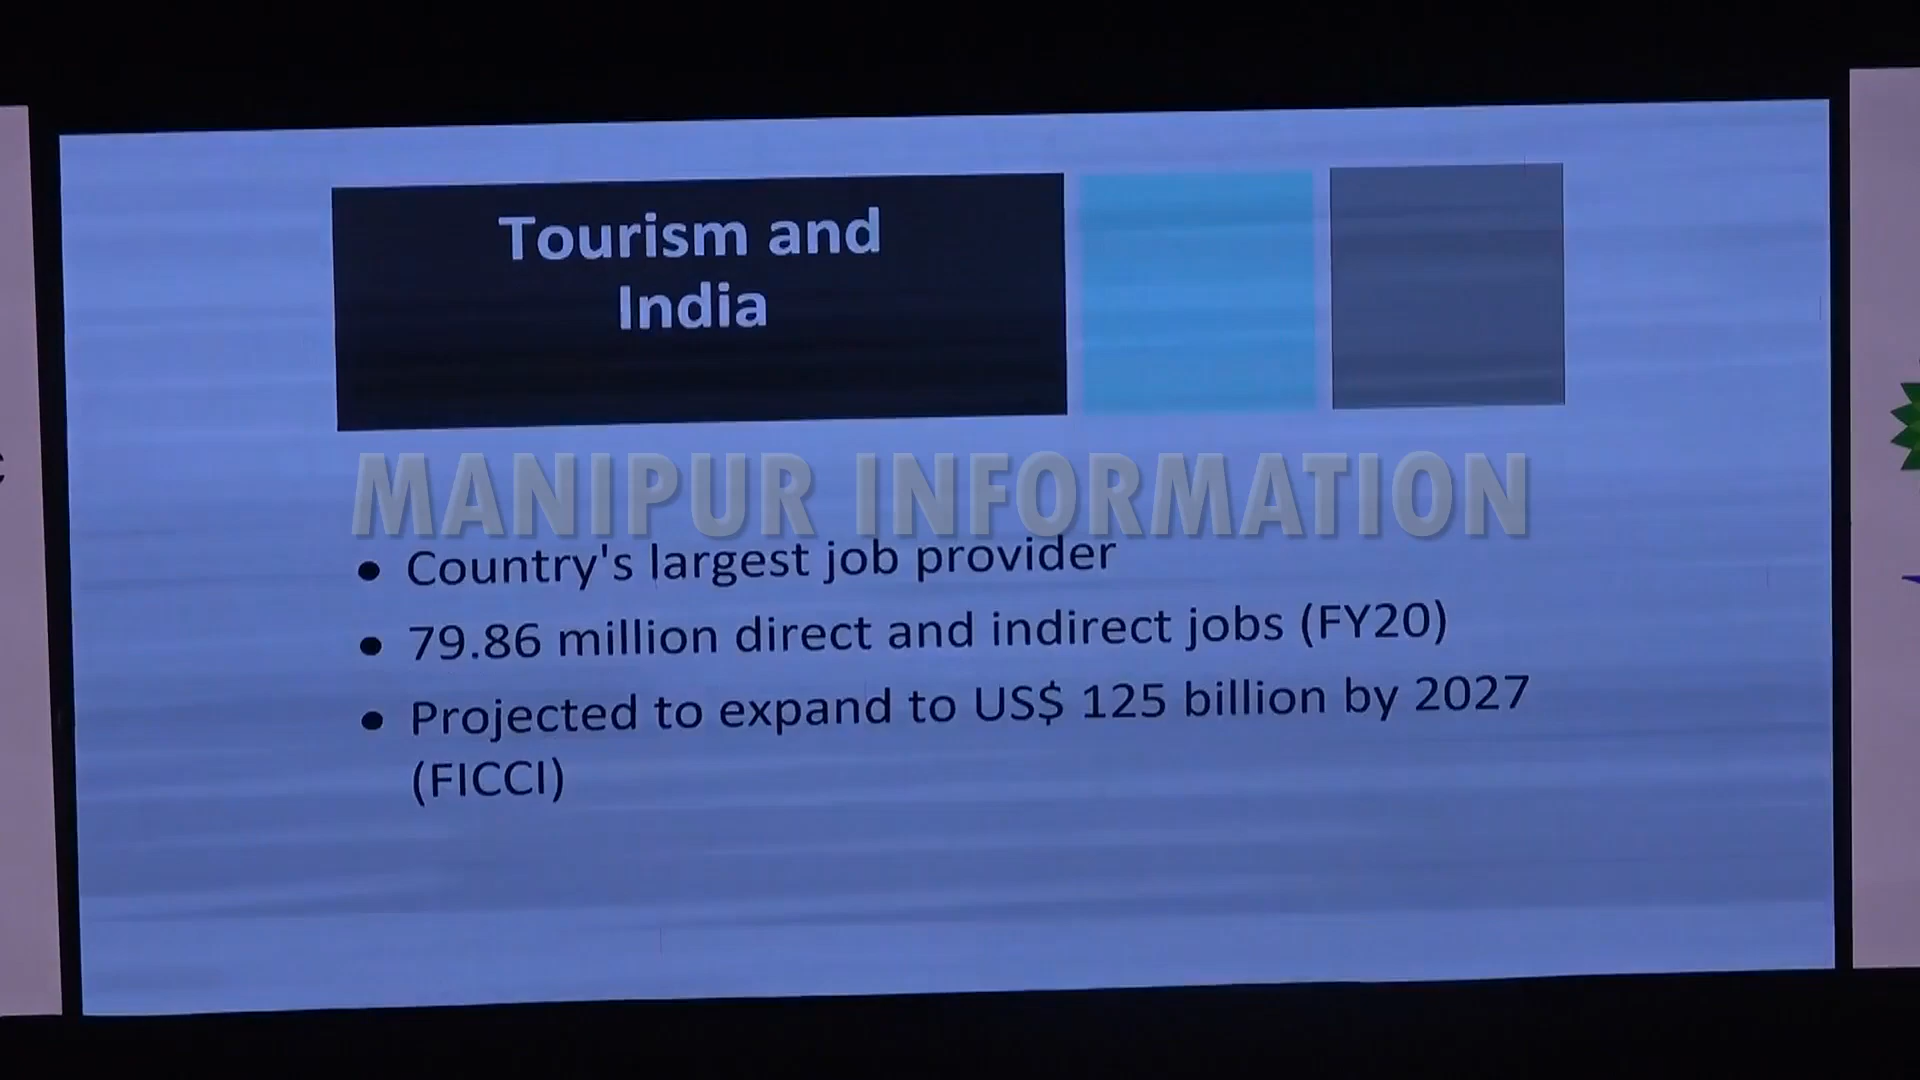 Tourism and
India
MANIPUR INFORMATION
• Country's largest job provider
• 79.86 million direct and indirect jobs (FY20)
• Projected to expand to US$ 125 billion by 2027
(FICCI)